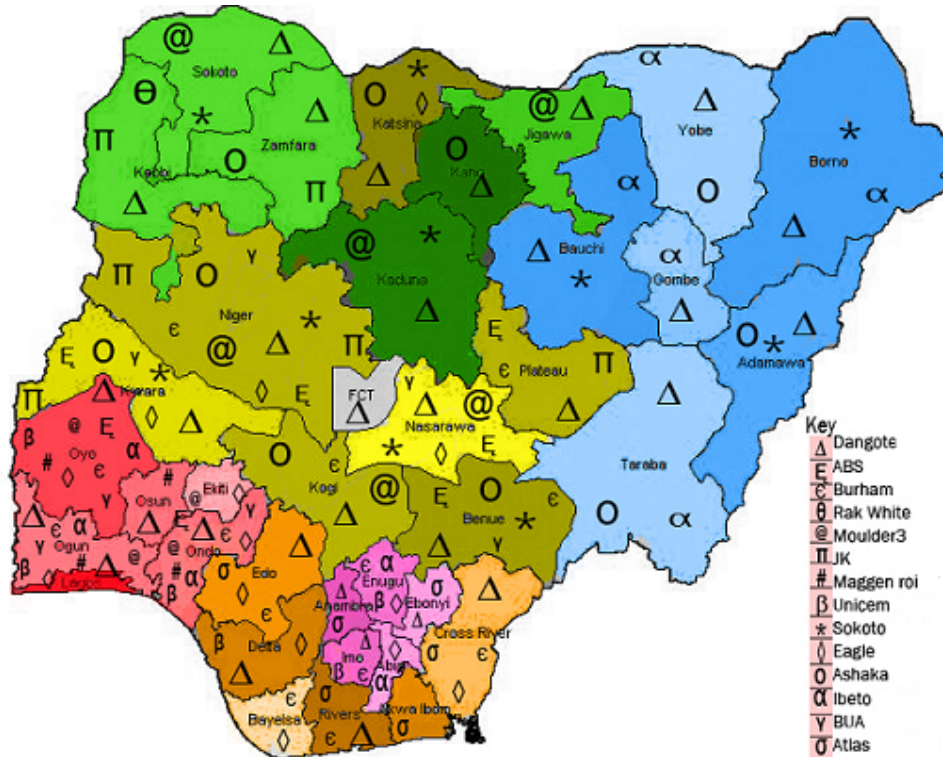 @ Δ
Sokoto
* α
Θ O * Δ
Katsina @ Δ Δ
◊ Jigawa Yobe
* Δ Zamfara O Borno *
Π Kano
Kebbi O Δ α
Δ Π Δ O α
@ * Δ Bauchi α Δ
γ * Gombe
Π O Kaduna Δ
Niger Δ Ę
є * O Δ
@ Δ Π є Plateau Π * Adamawa
Ę O γ FCT γ
* ◊ Ę Δ Δ @ Δ Δ
Kwara Nasarawa
Π Δ ◊ Δ * ◊ Ę Taraba
β @ Ę α
Oyo O є
# ◊ є γ Kogi @ Ę O є O α
Osun # Ekiti ◊ Benue *
Δ є α Δ @ γ Δ Δ γ
γ Ogun Ę Ondo Δ
β ◊ # Δ @ @ # β Δ
Lagos
σ Edo є α
◊ є Enugu Δ
Anambra β ◊ Ebonyi σ
σ Δ
β Delta ◊ Cross River
Imo Abia є
Δ β є α ◊
є σ ◊
Bayelsa Rivers Akwa Ibom
◊ є Δ σ
Key
Δ Dangote
Ę ABS
є Burham
θ Rak White
@ Moulder3
Π JK
# Maggen roi
β Unicem
* Sokoto
◊ Eagle
O Ashaka
α Ibeto
γ BUA
σ Atlas